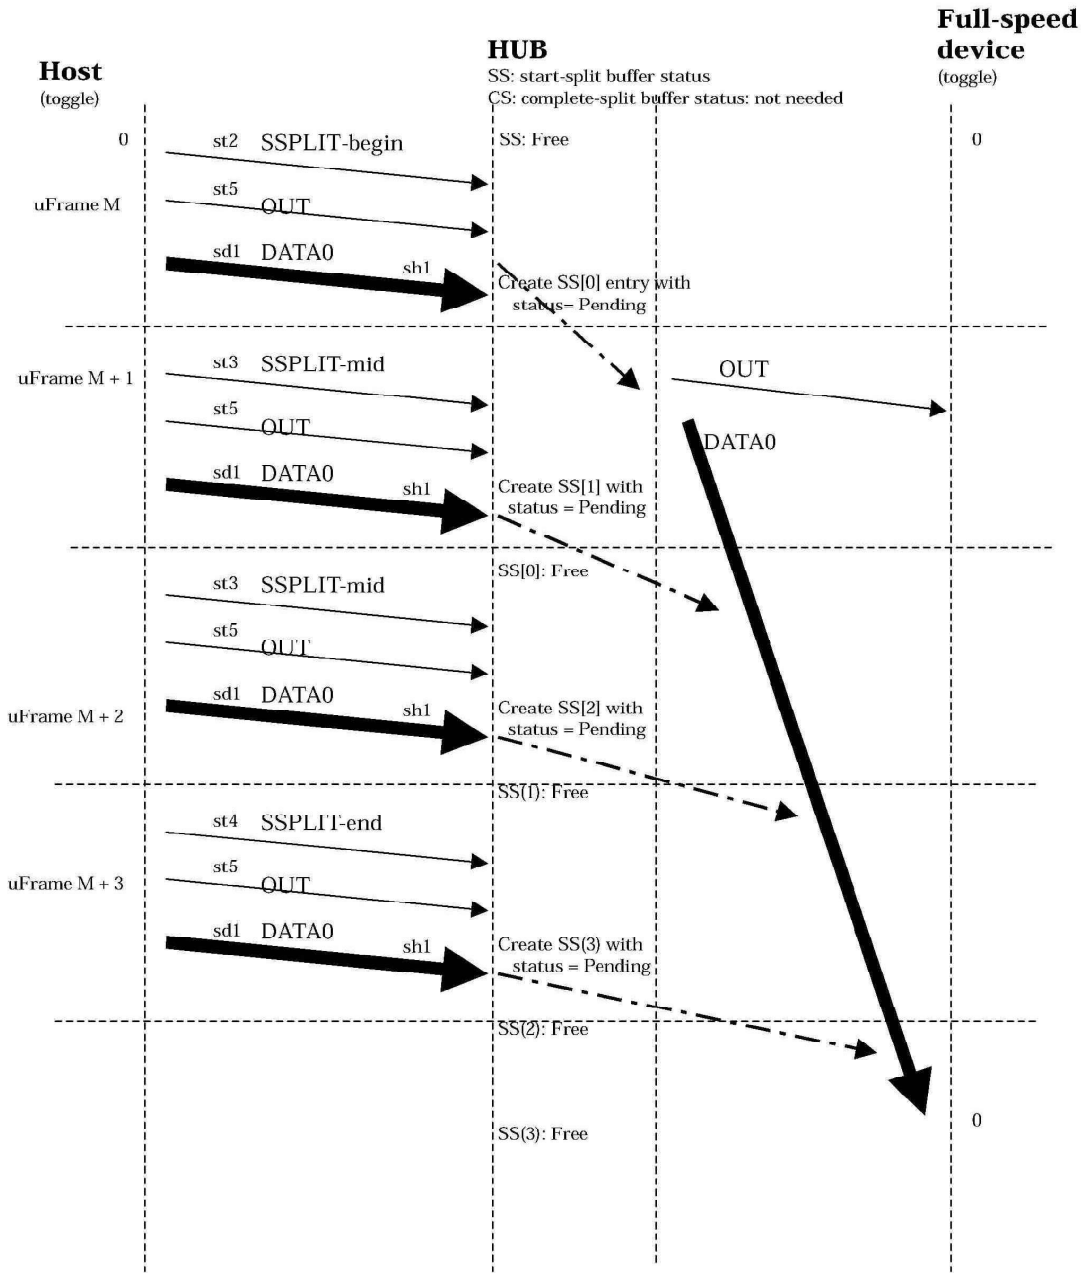 Host
(toggle)
HUB
SS: start-split buffer status
CS: complete-split buffer status: not needed
Full-speed
device
(toggle)
0
st2 SSPLIT-begin
SS: Free
0
uFrame M
st5 OUT
sd1 DATA0
sh1
Create SS[0] entry with
status= Pending
uFrame M + 1
st3 SSPLIT-mid
OUT
st5 OUT
DATA0
sd1 DATA0
sh1
Create SS[1] with
status = Pending
SS[0]: Free
st3 SSPLIT-mid
st5 OUT
uFrame M + 2
sd1 DATA0
sh1
Create SS[2] with
status = Pending
SS(1): Free
st4 SSPLIT-end
uFrame M + 3
st5 OUT
sd1 DATA0
sh1
Create SS(3) with
status = Pending
SS(2): Free
0
SS(3): Free